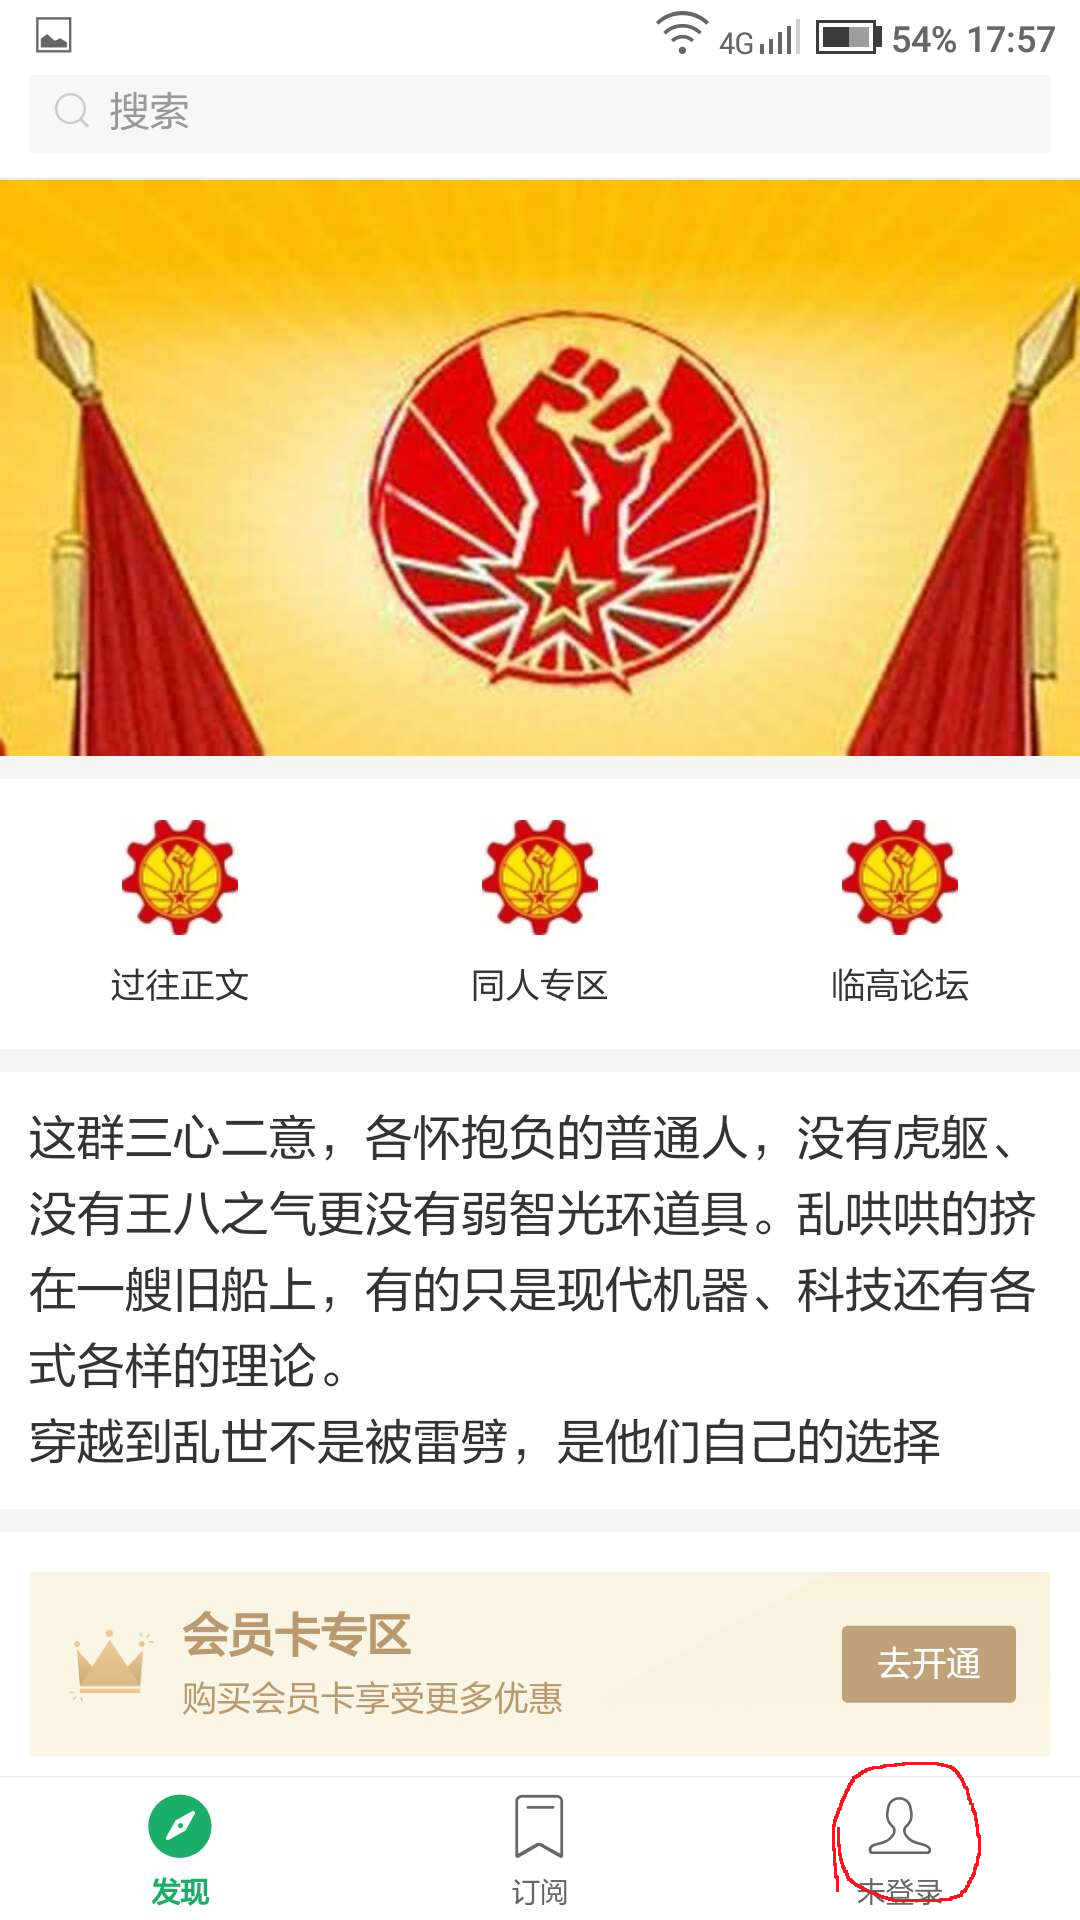 4G 54% 17:57
搜索
过往正文 同人专区 临高论坛
这群三心二意，各怀抱负的普通人，没有虎躯、
没有王八之气更没有弱智光环道具。乱哄哄的挤
在一艘旧船上，有的只是现代机器、科技还有各
式各样的理论。
穿越到乱世不是被雷劈，是他们自己的选择
会员卡专区
购买会员卡享受更多优惠
去开通
发现 订阅 未登录